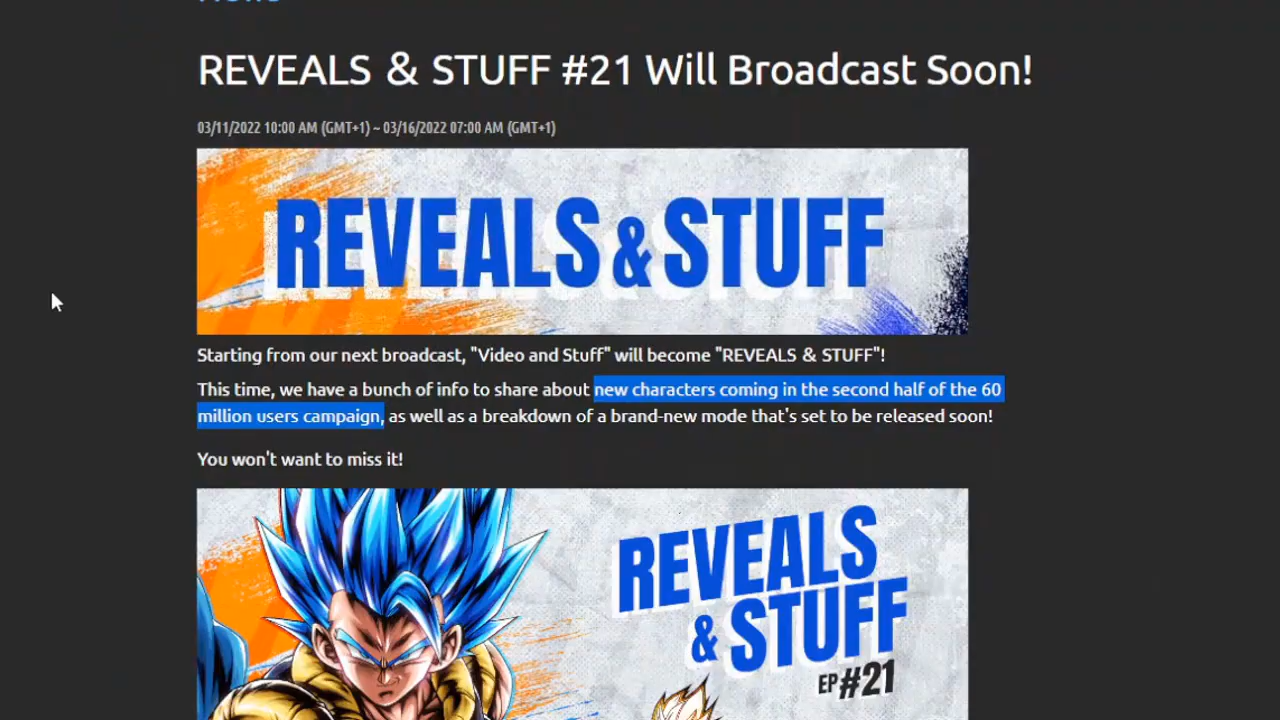 News
REVEALS & STUFF #21 Will Broadcast Soon!
03/11/2022 10:00 AM (GMT+1) ~ 03/16/2022 07:00 AM (GMT+1)
REVEALS & STUFF
Starting from our next broadcast, "Video and Stuff" will become "REVEALS & STUFF"!
This time, we have a bunch of info to share about new characters coming in the second half of the 60
million users campaign, as well as a breakdown of a brand-new mode that's set to be released soon!
You won't want to miss it!
REVEALS
& STUFF
EP #21